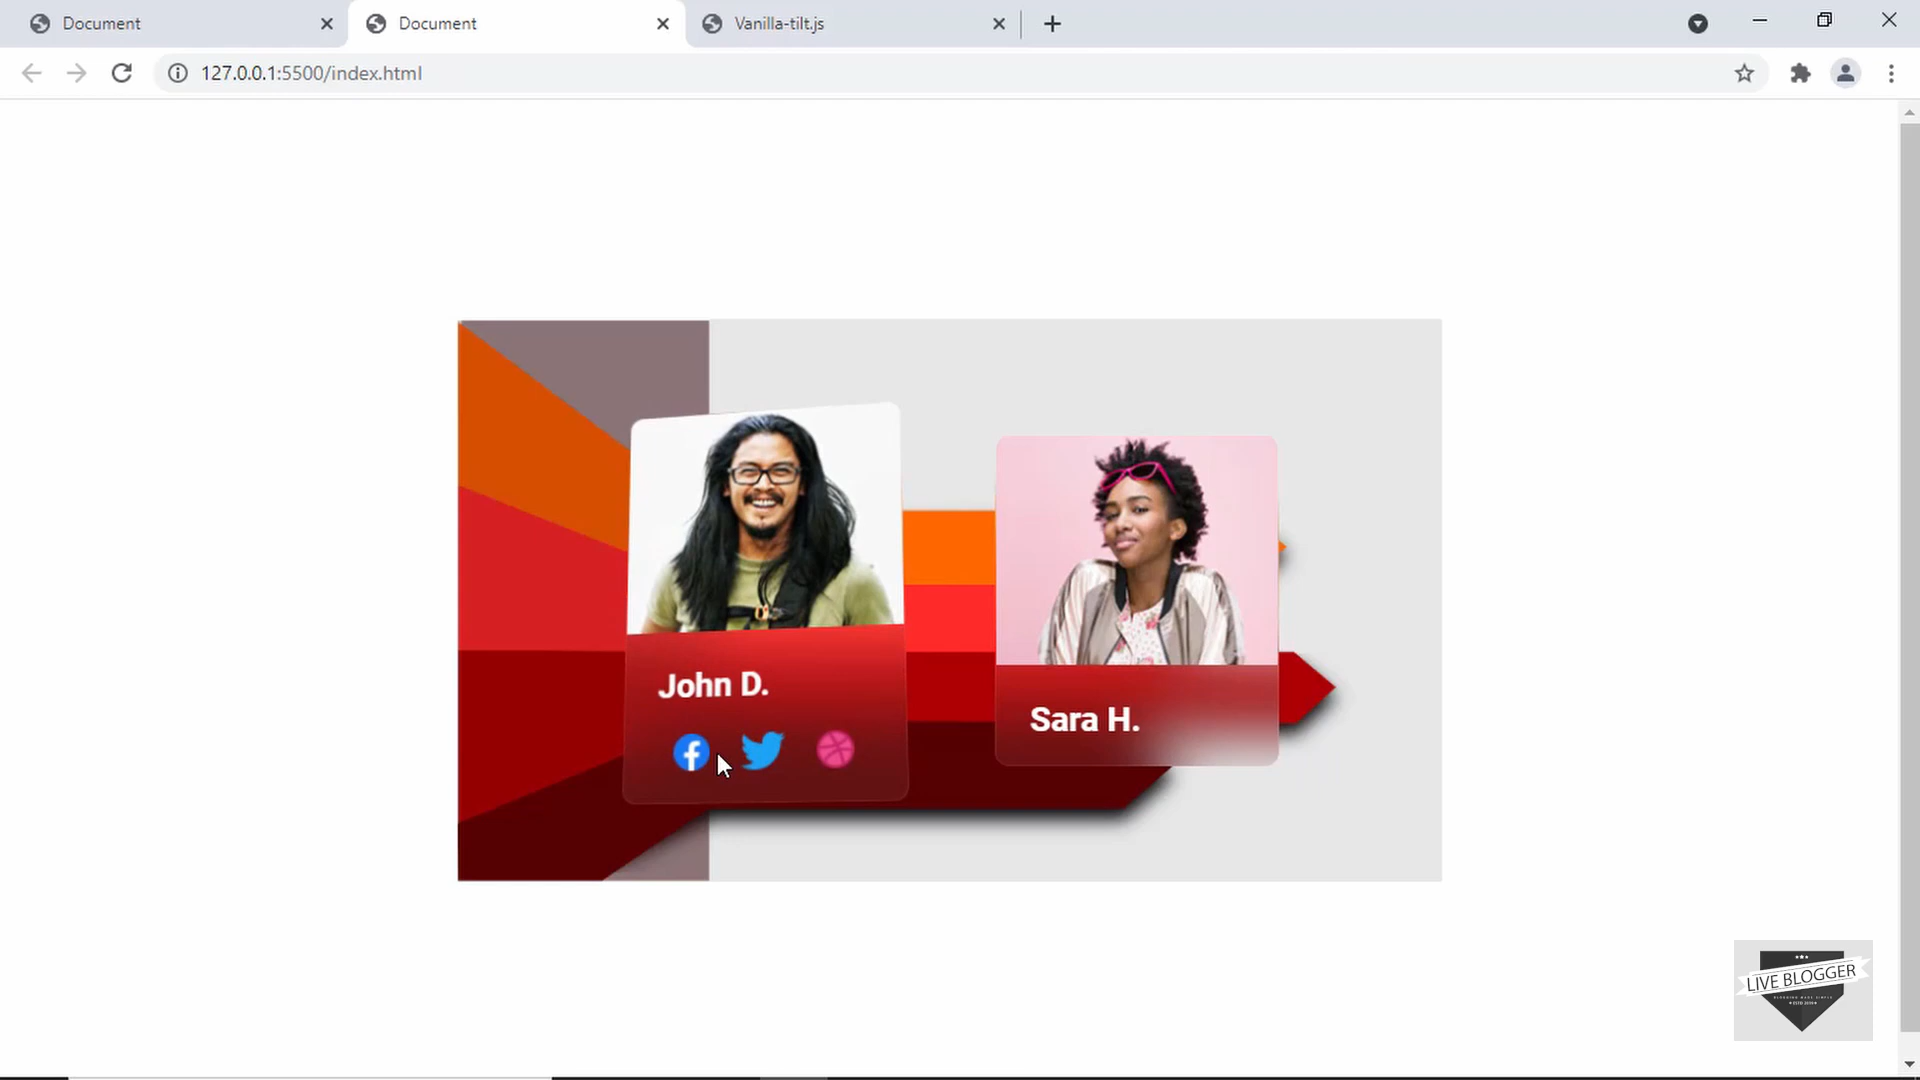 Document
Document
Vanilla-tilt.js
127.0.0.1:5500/index.html
John D.
Sara H.
LIVE BLOGGER